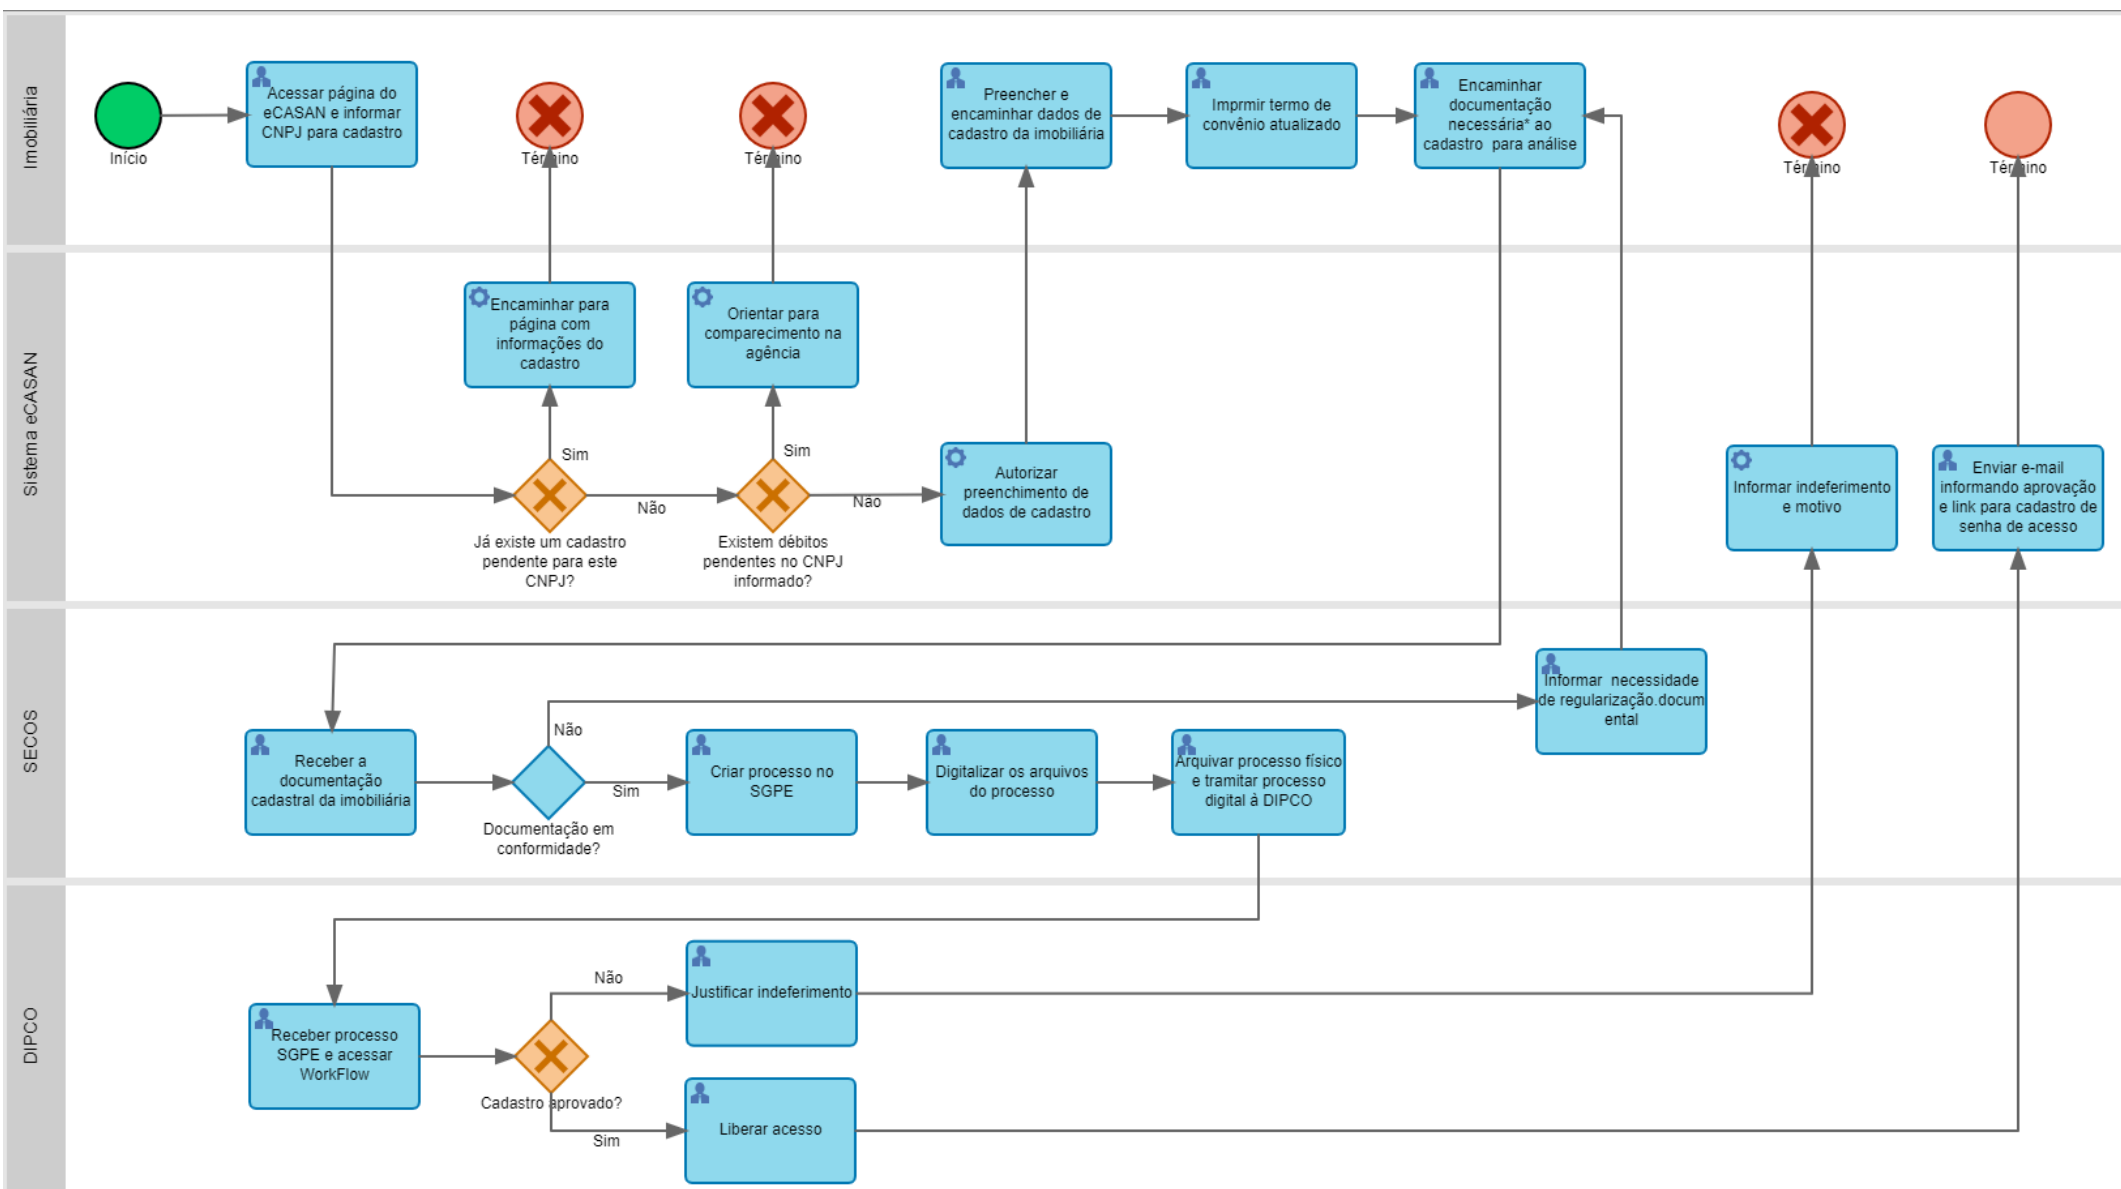 Imobiliária
Início
Acessar página do
eCASAN e informar
CNPJ para cadastro
Término
Término
Preencher e
encaminhar dados de
cadastro da imobiliária
Imprmir termo de
convênio atualizado
Encaminhar
documentação
necessária* ao
cadastro para análise
Término
Término
Sistema eCASAN
Encaminhar para
página com
informações do
cadastro
Orientar para
comparecimento na
agência
Sim
Sim
Já existe um cadastro
pendente para este
CNPJ?
Não
Existem débitos
pendentes no CNPJ
informado?
Não
Autorizar
preenchimento de
dados de cadastro
Informar indeferimento
e motivo
Enviar e-mail
informando aprovação
e link para cadastro de
senha de acesso
SECOS
Receber a
documentação
cadastral da imobiliária
Não
Sim
Documentação em
conformidade?
Criar processo no
SGPE
Digitalizar os arquivos
do processo
Arquivar processo físico
e tramitar processo
digital à DIPCO
Informar necessidade
de regularização.docum
ental
DIPCO
Receber processo
SGPE e acessar
WorkFlow
Não
Cadastro aprovado?
Sim
Justificar indeferimento
Liberar acesso